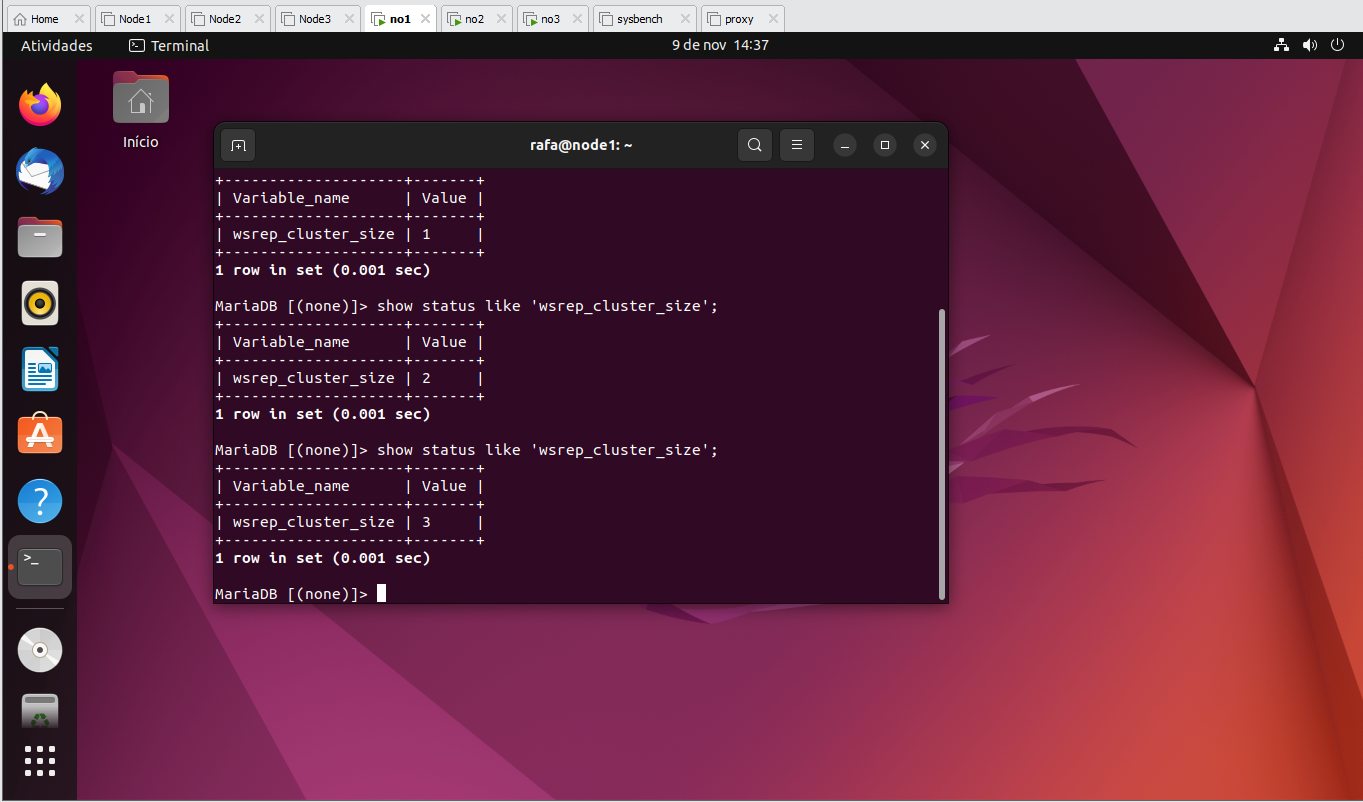 Home Node1 Node2 Node3 no1 no2 no3 sysbench proxy
Atividades Terminal 9 de nov 14:37
Início
rafa@node1: ~
+--------------------+-------+
| Variable_name      | Value |
+--------------------+-------+
| wsrep_cluster_size | 1     |
+--------------------+-------+
1 row in set (0.001 sec)
MariaDB [(none)]> show status like 'wsrep_cluster_size';
+--------------------+-------+
| Variable_name      | Value |
+--------------------+-------+
| wsrep_cluster_size | 2     |
+--------------------+-------+
1 row in set (0.001 sec)
MariaDB [(none)]> show status like 'wsrep_cluster_size';
+--------------------+-------+
| Variable_name      | Value |
+--------------------+-------+
| wsrep_cluster_size | 3     |
+--------------------+-------+
1 row in set (0.001 sec)
MariaDB [(none)]>